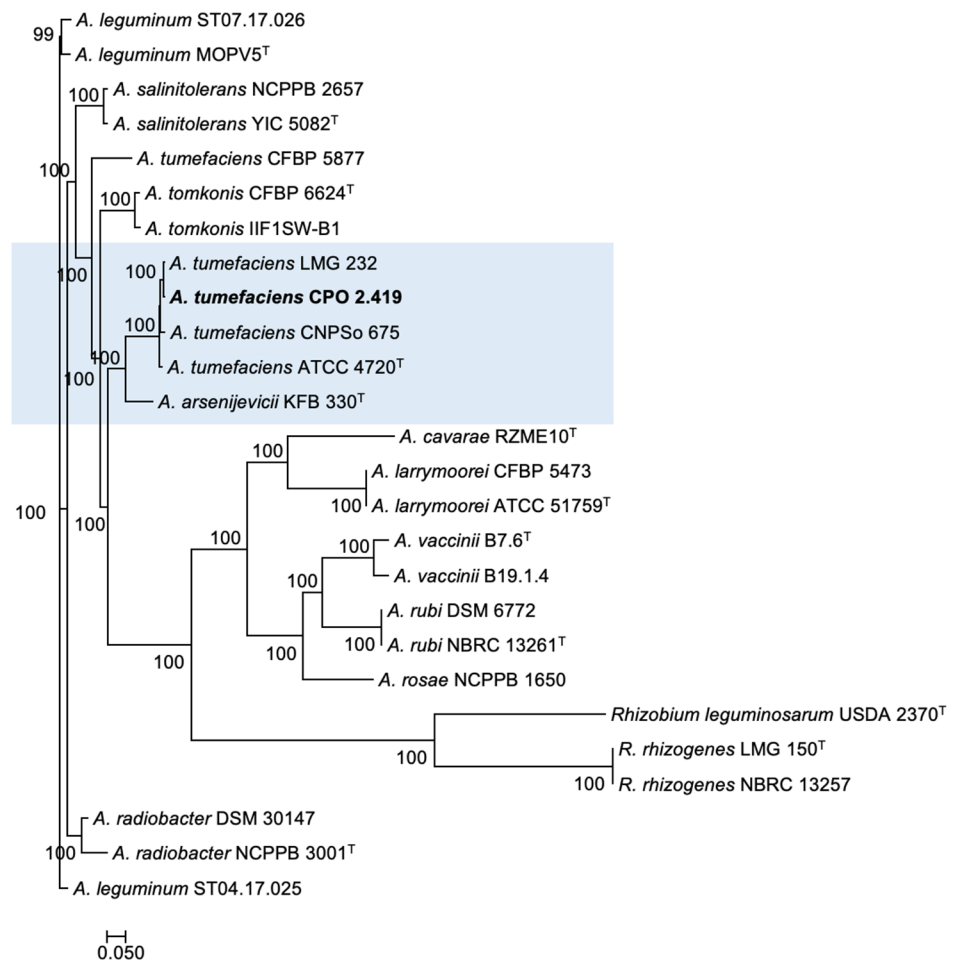 A. leguminum ST07.17.026
99
A. leguminum MOPV5ᵀ
A. salinitolerans NCPPB 2657
100
A. salinitolerans YIC 5082ᵀ
A. tumefaciens CFBP 5877
100
A. tomkonis CFBP 6624ᵀ
100
A. tomkonis IIF1SW-B1
A. tumefaciens LMG 232
100
100
A. tumefaciens CPO 2.419
100
A. tumefaciens CNPSo 675
100
A. tumefaciens ATCC 4720ᵀ
100
A. arsenijevicii KFB 330ᵀ
A. cavarae RZME10ᵀ
100
A. larrymoorei CFBP 5473
100
A. larrymoorei ATCC 51759ᵀ
100
100
100
A. vaccinii B7.6ᵀ
100
A. vaccinii B19.1.4
100
A. rubi DSM 6772
100
A. rubi NBRC 13261ᵀ
100
100
A. rosae NCPPB 1650
Rhizobium leguminosarum USDA 2370ᵀ
100
R. rhizogenes LMG 150ᵀ
100
R. rhizogenes NBRC 13257
A. radiobacter DSM 30147
100
A. radiobacter NCPPB 3001ᵀ
A. leguminum ST04.17.025
0.050